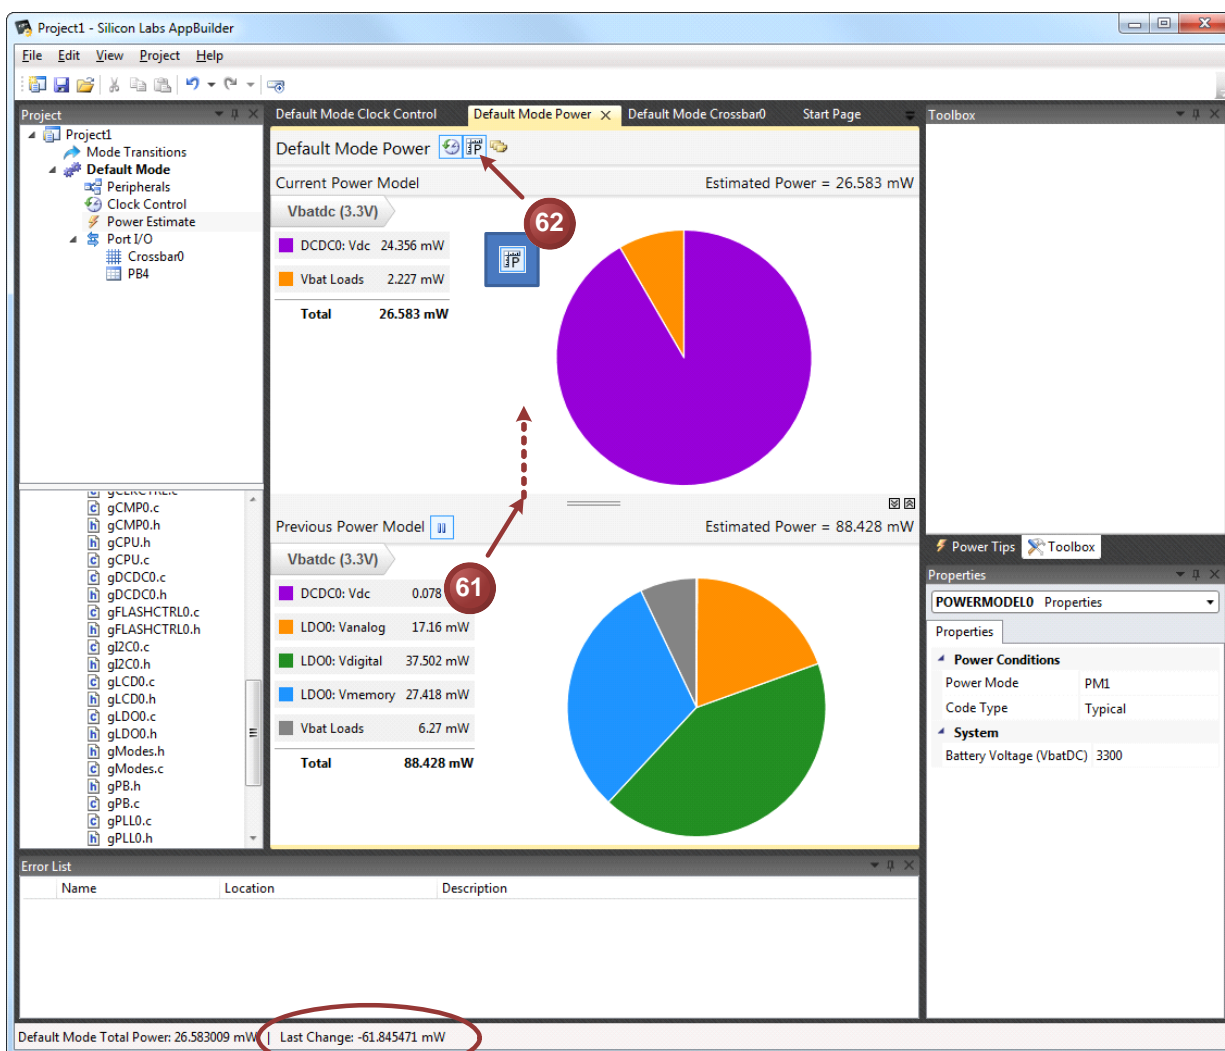 Project1 - Silicon Labs AppBuilder
File Edit View Project Help
Project
Project1
Mode Transitions
Default Mode
Peripherals
Clock Control
Power Estimate
Port I/O
Crossbar0
PB4
gCMP0.c
gCMP0.h
gCPU.h
gCPU.c
gDCDC0.c
gDCDC0.h
gFLASHCTRL0.c
gFLASHCTRL0.h
gI2C0.c
gI2C0.h
gLCD0.c
gLCD0.h
gLDO0.c
gLDO0.h
gModes.h
gModes.c
gPB.h
gPB.c
gPLL0.c
gPLL0.h
Default Mode Clock Control Default Mode Power Default Mode Crossbar0 Start Page
Default Mode Power
Current Power Model Estimated Power = 26.583 mW
Vbatdc (3.3V)
62
DCDC0: Vdc 24.356 mW
Vbat Loads 2.227 mW
Total 26.583 mW
P
Previous Power Model Estimated Power = 88.428 mW
Vbatdc (3.3V)
61
DCDC0: Vdc 0.078
LDO0: Vanalog 17.16 mW
LDO0: Vdigital 37.502 mW
LDO0: Vmemory 27.418 mW
Vbat Loads 6.27 mW
Total 88.428 mW
Toolbox
Power Tips Toolbox
Properties
POWERMODEL0 Properties
Properties
Power Conditions
Power Mode PM1
Code Type Typical
System
Battery Voltage (VbatDC) 3300
Error List
Name Location Description
Default Mode Total Power: 26.583009 mW | Last Change: -61.845471 mW